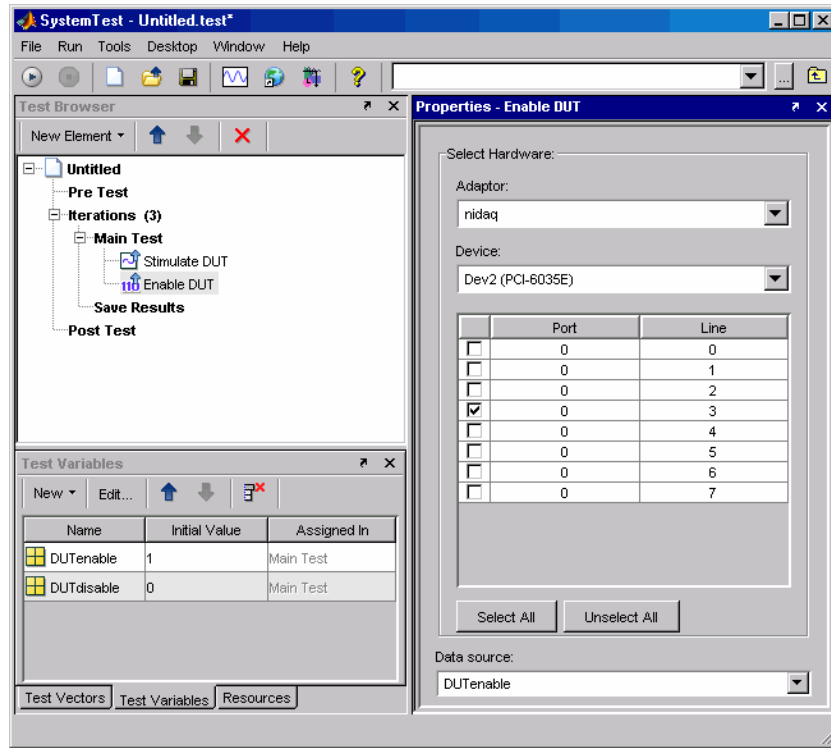 SystemTest - Untitled.test*
File Run Tools Desktop Window Help
...
Test Browser
New Element
Untitled
Pre Test
Iterations (3)
Main Test
Stimulate DUT
110 Enable DUT
Save Results
Post Test
Test Variables
New Edit...
Name Initial Value Assigned In
DUTenable 1 Main Test
DUTdisable 0 Main Test
Test Vectors Test Variables Resources
Properties - Enable DUT
Select Hardware:
Adaptor:
nidaq
Device:
Dev2 (PCI-6035E)
Port Line
0 0
0 1
0 2
0 3
0 4
0 5
0 6
0 7
Select All Unselect All
Data source:
DUTenable